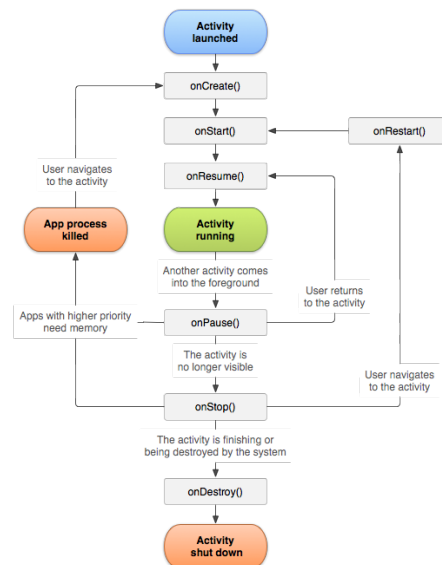 Activity
launched
onCreate()
onStart()
onRestart()
User navigates
to the activity
onResume()
App process
killed
Activity
running
Another activity comes
into the foreground
User returns
to the activity
Apps with higher priority
need memory
onPause()
The activity is
no longer visible
User navigates
to the activity
onStop()
The activity is finishing or
being destroyed by the system
onDestroy()
Activity
shut down